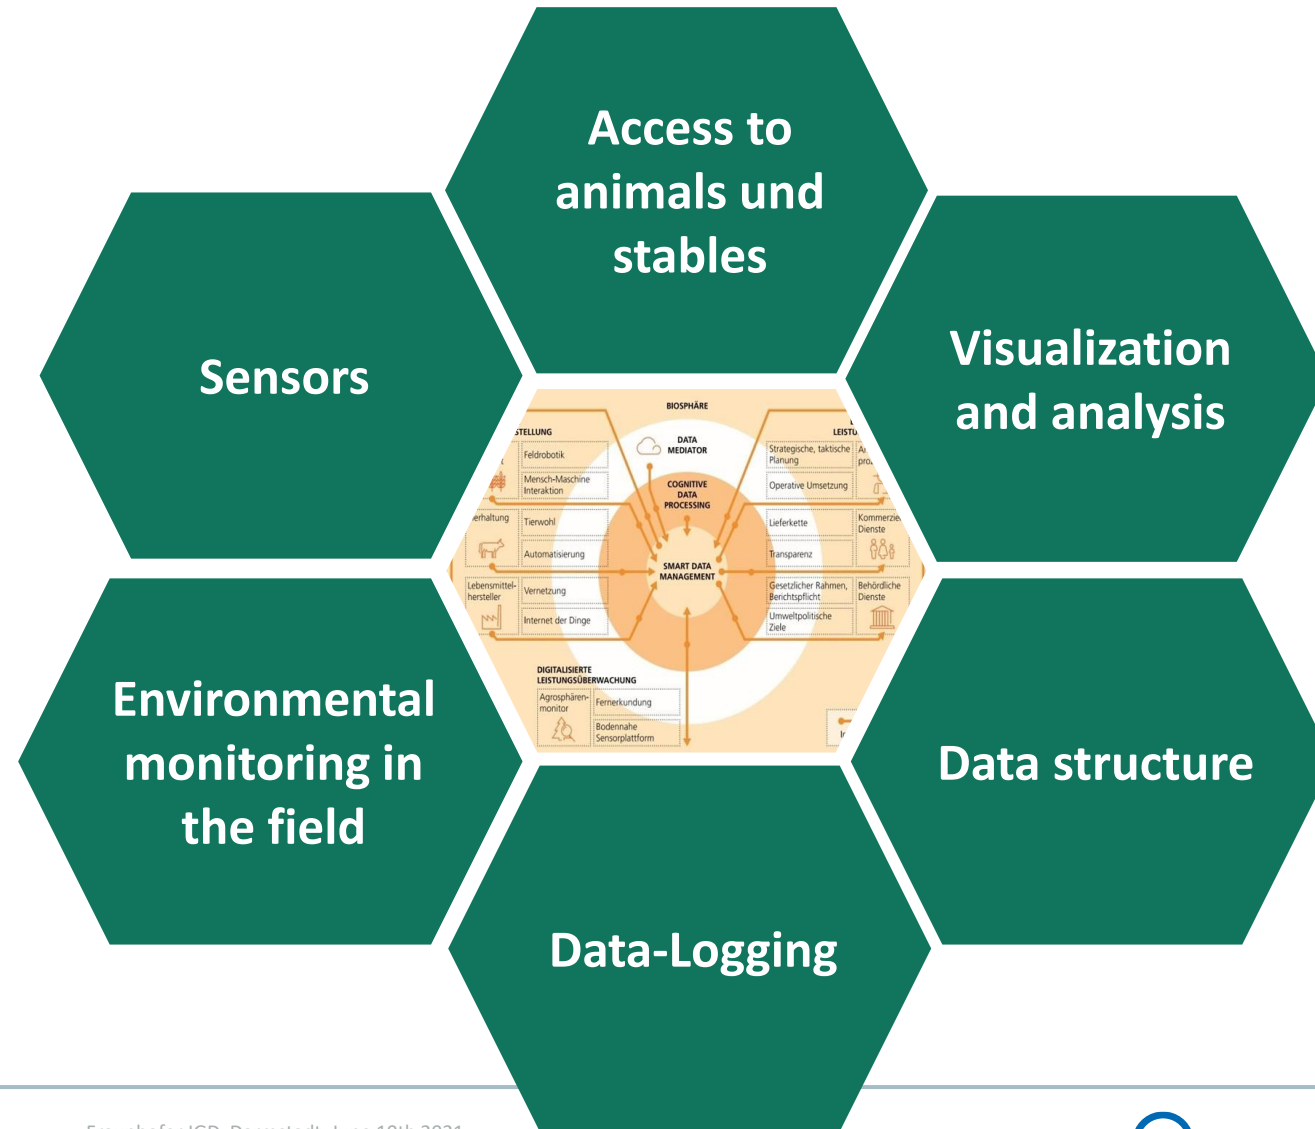 Access to
animals und
stables
Sensors
Visualization
and analysis
BIOSPHÄRE
DATA
MEDIATOR
COGNITIVE
DATA
PROCESSING
SMART DATA
MANAGEMENT
Feldrobotik
Mensch-Maschine
Interaktion
Tierwohl
Automatisierung
Lebensmittel-
hersteller
Vernetzung
Internet der Dinge
Strategische, taktische
Planung
Operative Umsetzung
Lieferkette
Dienste
Transparenz
Gesetzlicher Rahmen,
Berichtspflicht
Behördliche
Dienste
Umweltpolitische
Ziele
DIGITALISIERTE
LEISTUNGSÜBERWACHUNG
Agrosphären-
monitor
Fernerkundung
Bodennahe
Sensorplattform
Environmental
monitoring in
the field
Data structure
Data-Logging